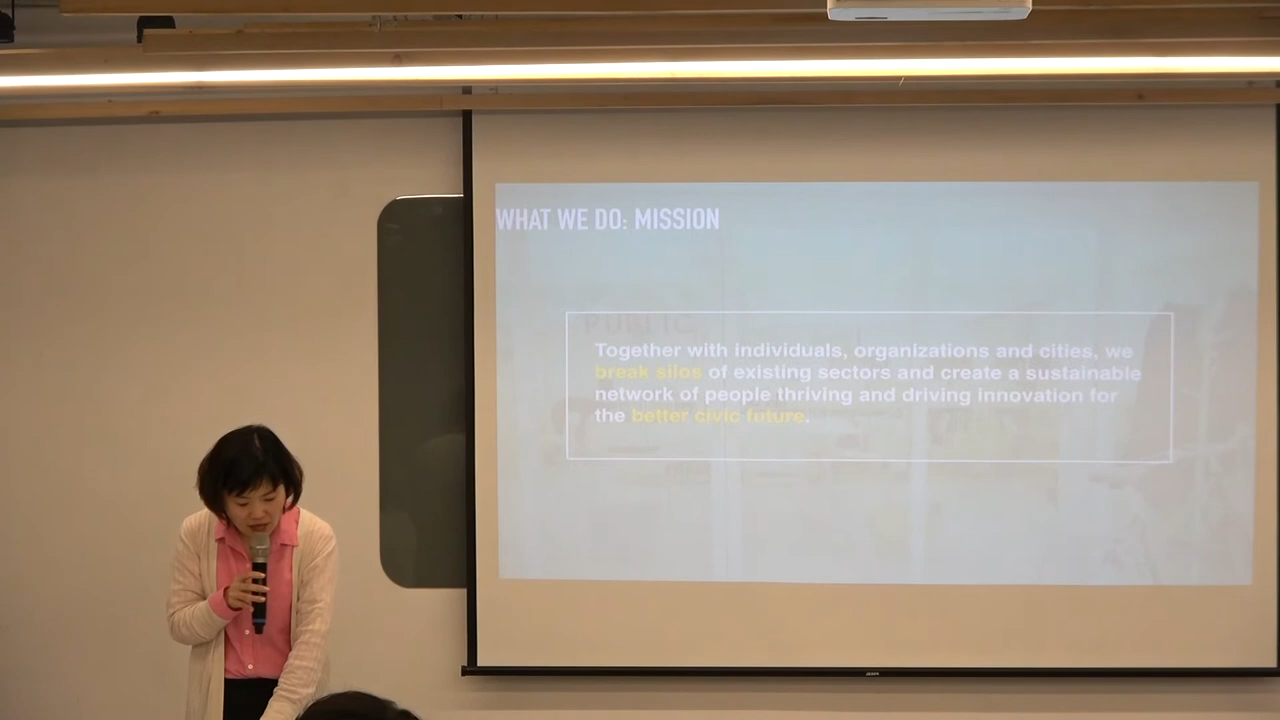 WHAT WE DO: MISSION
PUBLIC
Together with individuals, organizations and cities, we
break silos of existing sectors and create a sustainable
network of people thriving and driving innovation for
the better civic future.